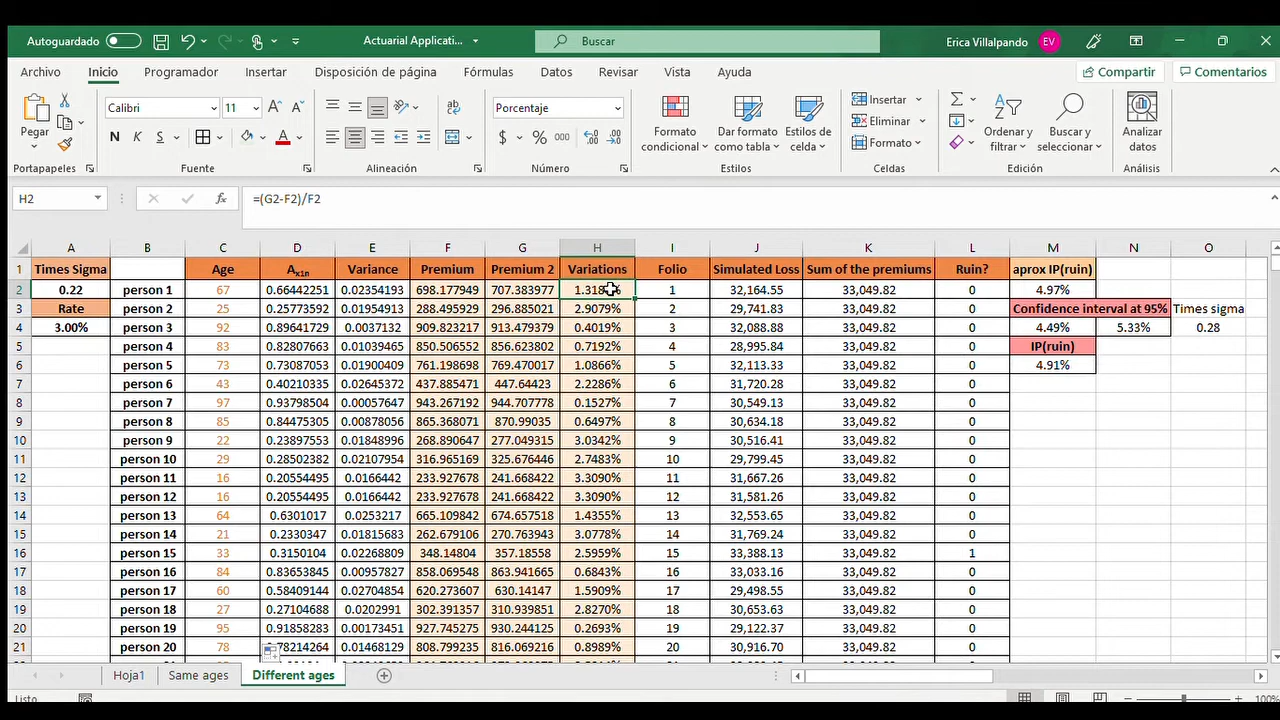 Autoguardado
Actuarial Applicati...
Buscar
Erica Villalpando
EV
Archivo Inicio Programador Insertar Disposición de página Fórmulas Datos Revisar Vista Ayuda
Compartir Comentarios
Pegar
Calibri 11
N K S
Porcentaje
$ % 000
Formato condicional
Dar formato como tabla
Estilos de celda
Insertar
Eliminar
Formato
Ordenar y filtrar
Buscar y seleccionar
Analizar datos
Portapapeles Fuente Alineación Número Estilos Celdas Edición Análisis
H2 fx =(G2-F2)/F2
A B C D E F G H I J K L M N O
1 Times Sigma Age Ax1n Variance Premium Premium 2 Variations Folio Simulated Loss Sum of the premiums Ruin? aprox IP(ruin)
2 0.22 person 1 67 0.66442251 0.02354193 698.177949 707.383977 1 32,164.55 33,049.82 0 4.97%
3 Rate person 2 25 0.25773592 0.01954913 288.495929 296.885021 2.9079% 2 29,741.83 33,049.82 0 Confidence interval at 95% Times sigma
4 3.00% person 3 92 0.89641729 0.0037132 909.823217 913.479379 0.4019% 3 32,088.88 33,049.82 0 4.49% 5.33% 0.28
5 person 4 83 0.82807663 0.01039465 850.506552 856.623802 0.7192% 4 28,995.84 33,049.82 0 IP(ruin)
6 person 5 73 0.73087053 0.01900409 761.198698 769.470017 1.0866% 5 32,113.33 33,049.82 0 4.91%
7 person 6 43 0.40210335 0.02645372 437.885471 447.64423 2.2286% 6 31,720.28 33,049.82 0
8 person 7 97 0.93798504 0.00057647 943.267192 944.707778 0.1527% 7 30,549.13 33,049.82 0
9 person 8 85 0.84475305 0.00878056 865.368071 870.99035 0.6497% 8 30,634.18 33,049.82 0
10 person 9 22 0.23897553 0.01848996 268.890647 277.049315 3.0342% 9 30,516.41 33,049.82 0
11 person 10 29 0.28502382 0.02107954 316.965169 325.676446 2.7483% 10 29,799.45 33,049.82 0
12 person 11 16 0.20554495 0.0166442 233.927678 241.668422 3.3090% 11 31,667.26 33,049.82 0
13 person 12 16 0.20554495 0.0166442 233.927678 241.668422 3.3090% 12 31,581.26 33,049.82 0
14 person 13 64 0.6301017 0.0253217 665.109842 674.657518 1.4355% 13 32,553.65 33,049.82 0
15 person 14 21 0.2330347 0.01815683 262.679106 270.763943 3.0778% 14 31,769.24 33,049.82 0
16 person 15 33 0.3150104 0.02268809 348.14804 357.18558 2.5959% 15 33,388.13 33,049.82 1
17 person 16 84 0.83653845 0.00957827 858.069548 863.941665 0.6843% 16 33,033.16 33,049.82 0
18 person 17 60 0.58409144 0.02704854 620.273607 630.14147 1.5909% 17 29,498.55 33,049.82 0
19 person 18 27 0.27104688 0.0202991 302.391357 310.939851 2.8270% 18 30,653.63 33,049.82 0
20 person 19 95 0.91858283 0.00173451 927.745275 930.244125 0.2693% 19 29,122.37 33,049.82 0
21 person 20 78 78214264 0.01468129 808.799235 816.069216 0.8989% 20 30,916.70 33,049.82 0
Hoja1 Same ages Different ages
Listo
100%